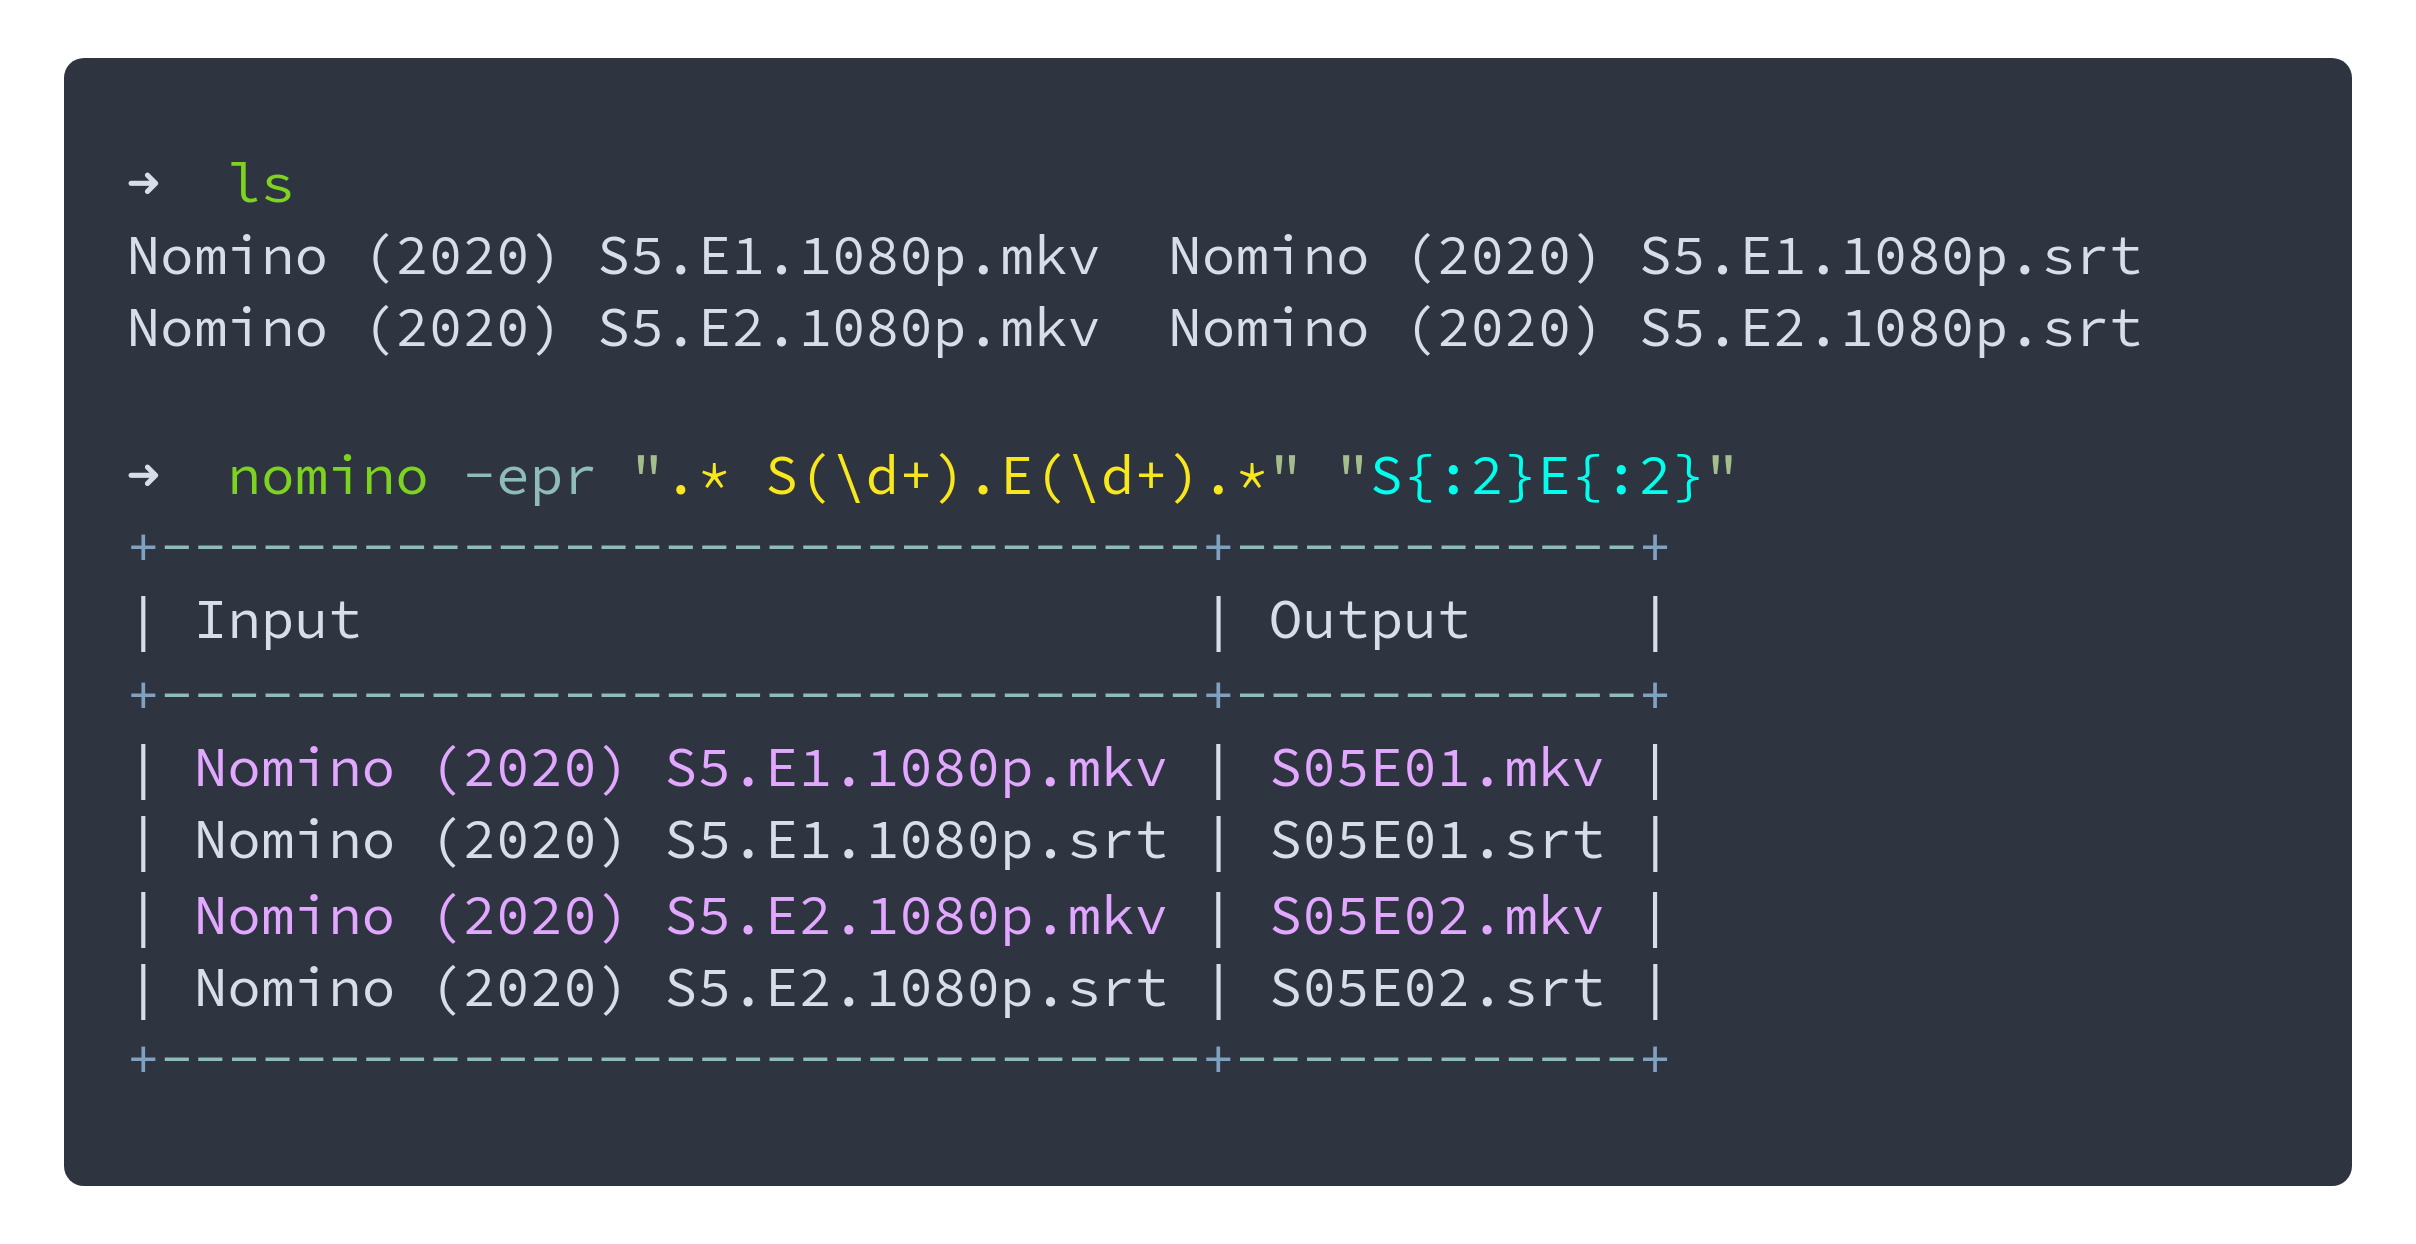 ➜  ls
Nomino (2020) S5.E1.1080p.mkv  Nomino (2020) S5.E1.1080p.srt
Nomino (2020) S5.E2.1080p.mkv  Nomino (2020) S5.E2.1080p.srt

➜  nomino -epr ".* S(\d+).E(\d+).*" "S{:2}E{:2}"
+-------------------------------+------------+
| Input                         | Output     |
+-------------------------------+------------+
| Nomino (2020) S5.E1.1080p.mkv | S05E01.mkv |
| Nomino (2020) S5.E1.1080p.srt | S05E01.srt |
| Nomino (2020) S5.E2.1080p.mkv | S05E02.mkv |
| Nomino (2020) S5.E2.1080p.srt | S05E02.srt |
+-------------------------------+------------+